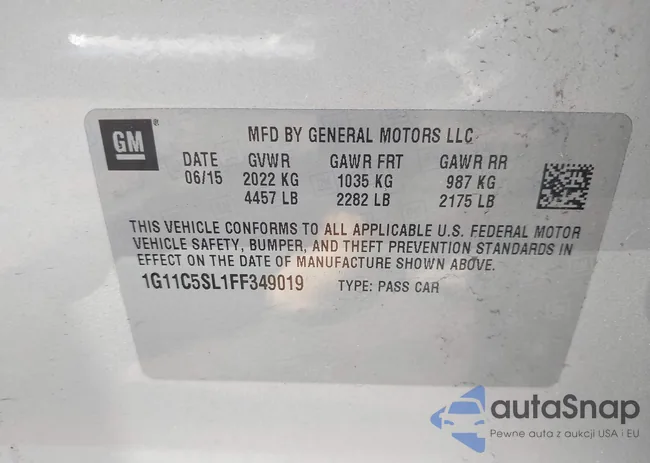 GM ®
MFD BY GENERAL MOTORS LLC
DATE GVWR GAWR FRT GAWR RR
06/15 2022 KG 1035 KG 987 KG
4457 LB 2282 LB 2175 LB
THIS VEHICLE CONFORMS TO ALL APPLICABLE U.S. FEDERAL MOTOR
VEHICLE SAFETY, BUMPER, AND THEFT PREVENTION STANDARDS IN
EFFECT ON THE DATE OF MANUFACTURE SHOWN ABOVE.
1G11C5SL1FF349019 TYPE: PASS CAR
autaSnap
Pewne auta z aukcji USA i EU